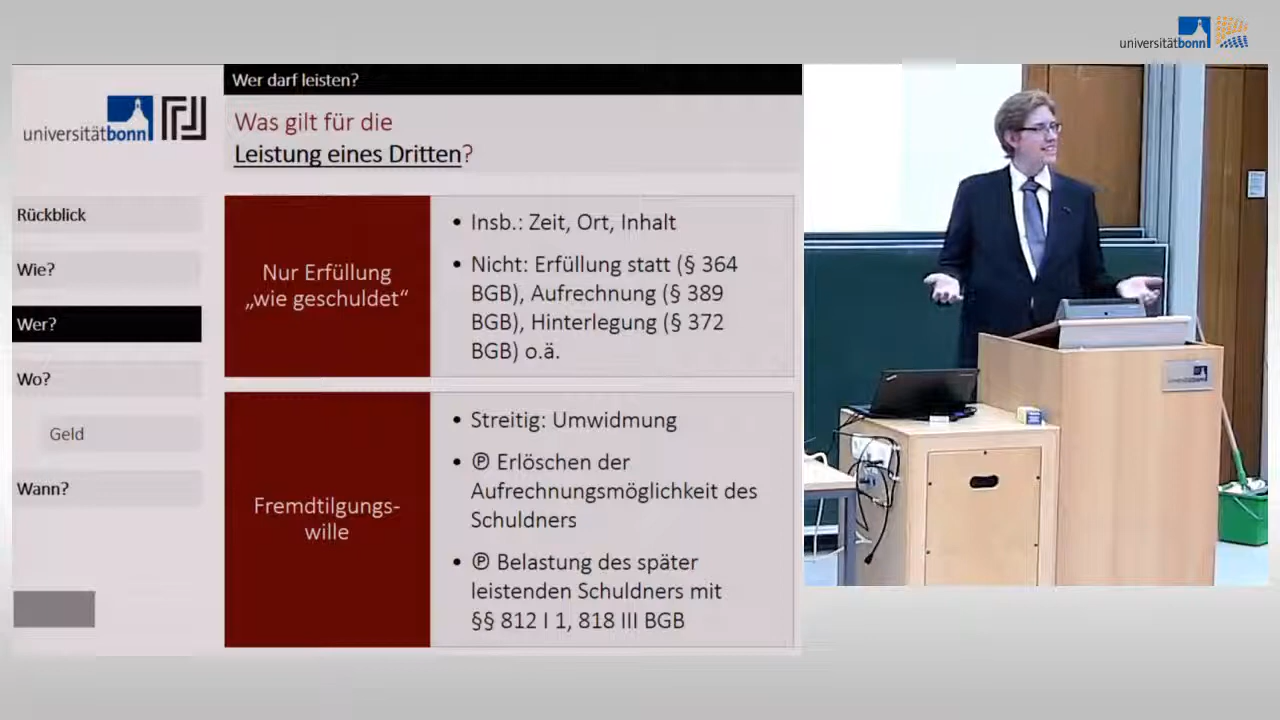 universitätbonn
Wer darf leisten?
universitätbonn
Was gilt für die
Leistung eines Dritten?
Rückblick
Wie?
Wer?
Wo?
Geld
Wann?
Nur Erfüllung
„wie geschuldet“
• Insb.: Zeit, Ort, Inhalt
• Nicht: Erfüllung statt (§ 364
BGB), Aufrechnung (§ 389
BGB), Hinterlegung (§ 372
BGB) o.ä.
Fremdtilgungs-
wille
• Streitig: Umwidmung
• Ⓟ Erlöschen der
Aufrechnungsmöglichkeit des
Schuldners
• Ⓟ Belastung des später
leistenden Schuldners mit
§§ 812 I 1, 818 III BGB
universitätbonn